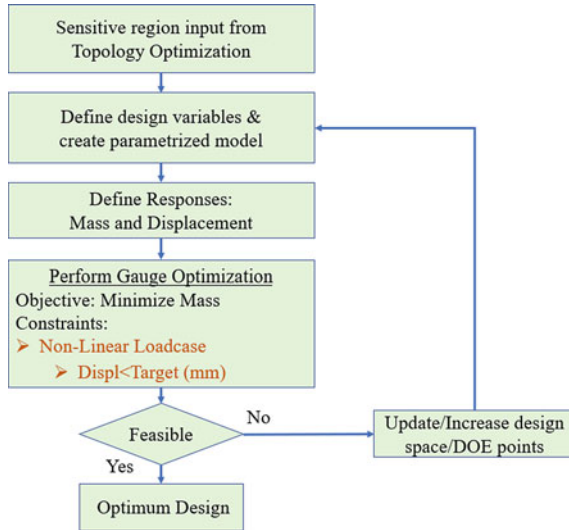 Sensitive region input from
Topology Optimization
Define design variables &
create parametrized model
Define Responses:
Mass and Displacement
Perform Gauge Optimization
Objective: Minimize Mass
Constraints:
➢ Non-Linear Loadcase
➢ Displ<Target (mm)
Feasible
No
Update/Increase design
space/DOE points
Yes
Optimum Design